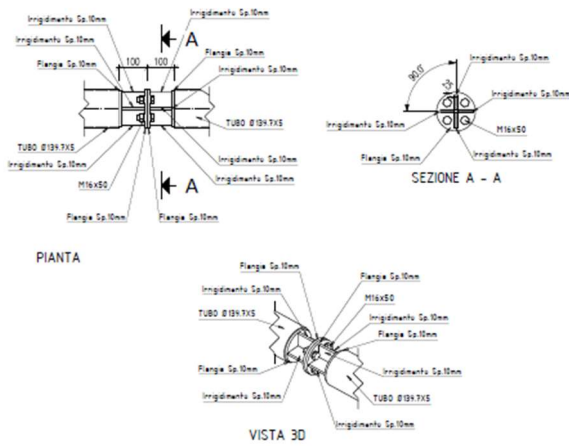 Irrigidimento Sp.10mm
Irrigidimento Sp.10mm
Flangia Sp.10mm
100
100
A
Irrigidimento Sp.10mm
Flangia Sp.10mm
Irrigidimento Sp.10mm
TUBO Ø139.7X5
Irrigidimento Sp.10mm
M16x50
Flangia Sp.10mm
TUBO Ø139.7X5
Irrigidimento Sp.10mm
Irrigidimento Sp.10mm
A
Flangia Sp.10mm
PIANTA
90.0°
Irrigidimento Sp.10mm
Irrigidimento Sp.10mm
Irrigidimento Sp.10mm
M16x50
Flangia Sp.10mm
Irrigidimento Sp.10mm
SEZIONE A - A
Flangia Sp.10mm
Flangia Sp.10mm
Irrigidimento Sp.10mm
Flangia Sp.10mm
M16x50
TUBO Ø139.7X5
Irrigidimento Sp.10mm
Flangia Sp.10mm
Flangia Sp.10mm
Irrigidimento Sp.10mm
Irrigidimento Sp.10mm
TUBO Ø139.7X5
Irrigidimento Sp.10mm
VISTA 3D